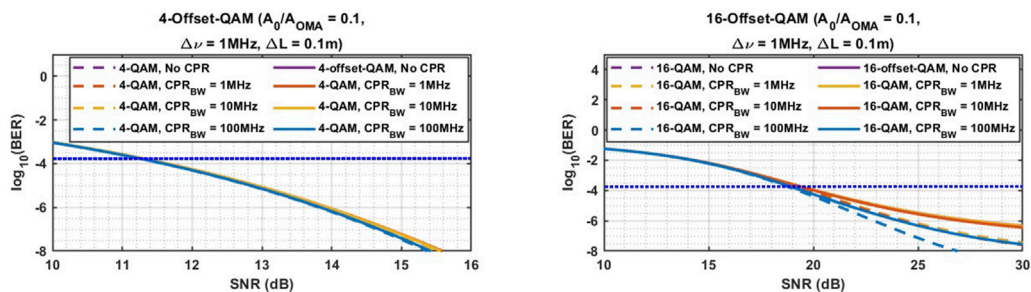 4-Offset-QAM (A0/AOMA = 0.1,
Δν = 1MHz, ΔL = 0.1m)
4-QAM, No CPR
4-QAM, CPRBW = 1MHz
4-QAM, CPRBW = 10MHz
4-QAM, CPRBW = 100MHz
4-offset-QAM, No CPR
4-QAM, CPRBW = 1MHz
4-QAM, CPRBW = 10MHz
4-QAM, CPRBW = 100MHz
log10(BER)
0
-2
-4
-6
-8
10 11 12 13 14 15 16
SNR (dB)
16-Offset-QAM (A0/AOMA = 0.1,
Δν = 1MHz, ΔL = 0.1m)
16-QAM, No CPR
16-QAM, CPRBW = 1MHz
16-QAM, CPRBW = 10MHz
16-QAM, CPRBW = 100MHz
16-offset-QAM, No CPR
16-QAM, CPRBW = 1MHz
16-QAM, CPRBW = 10MHz
16-QAM, CPRBW = 100MHz
log10(BER)
4
2
0
-2
-4
-6
-8
10 15 20 25 30
SNR (dB)